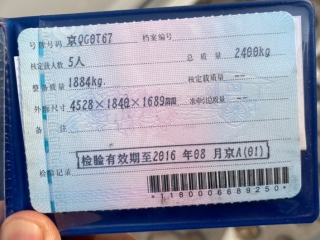 号牌号码 京QG0T67 档案编号
核定载人数 5人 总质量 2400kg
整备质量 1884kg 核定载质量 --
外廓尺寸 4528×1840×1689mm 准牵引总质量 --
备注
检验有效期至2016年08月京A(01)
检验记录
*1180006689250*